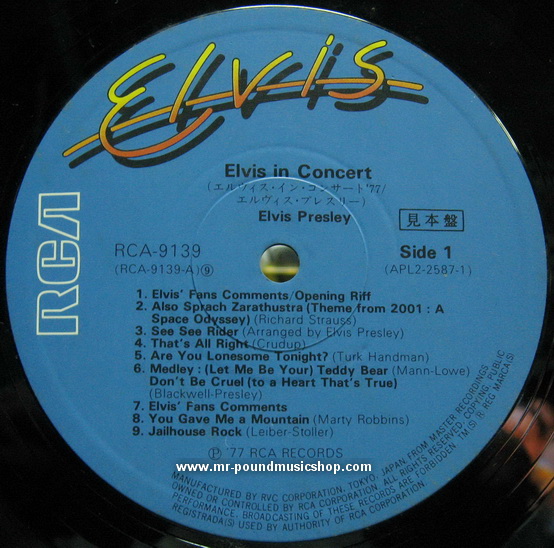 Elvis
RCA
Elvis in Concert
(エルヴィス・イン・コンサート'77/
エルヴィス・プレスリー)
Elvis Presley
見本盤
RCA-9139
(RCA-9139-A)⑨
Side 1
(APL2-2587-1)
1. Elvis' Fans Comments/Opening Riff
2. Also Sprach Zarathustra (Theme from 2001 : A
Space Odyssey) (Richard Strauss)
3. See See Rider (Arranged by Elvis Presley)
4. That's All Right (Crudup)
5. Are You Lonesome Tonight? (Turk Handman)
6. Medley : (Let Me Be Your) Teddy Bear (Mann-Lowe)
Don't Be Cruel (to a Heart That's True)
(Blackwell-Presley)
7. Elvis' Fans Comments
8. You Gave Me a Mountain (Marty Robbins)
9. Jailhouse Rock (Leiber-Stoller)
Ⓟ '77 RCA RECORDS
www.mr-poundmusicshop.com
MANUFACTURED BY RVC CORPORATION, TOKYO, JAPAN FROM MASTER RECORDINGS
OWNED OR CONTROLLED BY RCA CORPORATION. ALL RIGHTS RESERVED, COPYING, PUBLIC
PERFORMANCE, BROADCASTING OF THESE RECORDS ARE FORBIDDEN. TM(S) ® REG. MARCA(S)
REGISTRADA(S) USED BY AUTHORITY OF RCA CORPORATION.